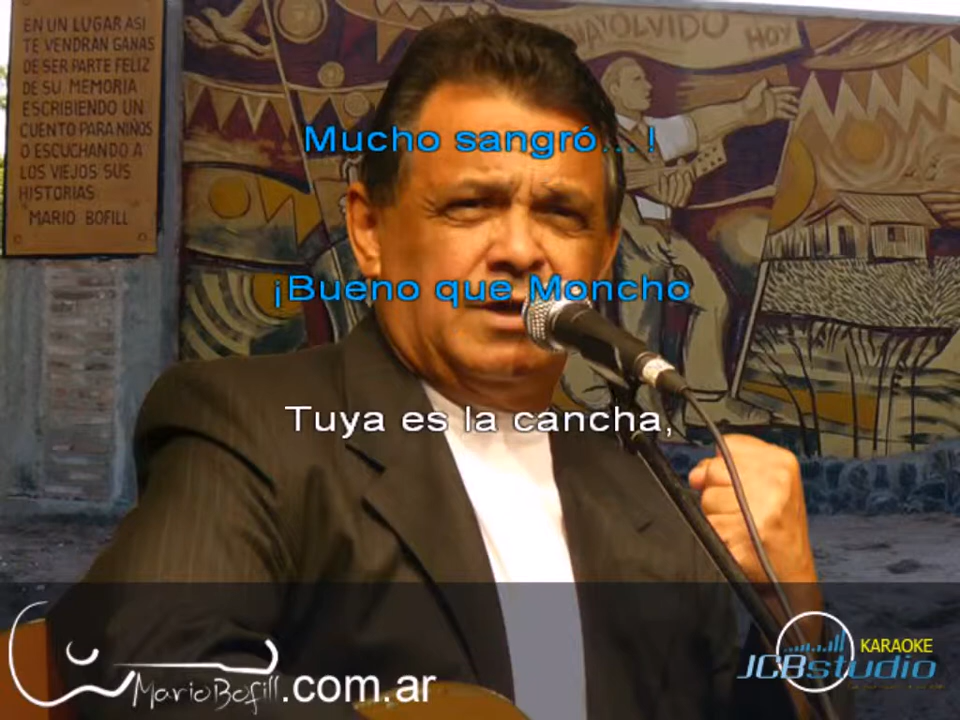 EN UN LUGAR ASI
TE VENDRAN GANAS
DE SER PARTE FELIZ
DE SU MEMORIA
ESCRIBIENDO UN
CUENTO PARA NIÑOS
O ESCUCHANDO A
LOS VIEJOS SUS
HISTORIAS.
MARIO BOFILL
OLVIDO
HOY
Mucho sangró...!
¡Bueno que Moncho
Tuya es la cancha,
MarioBofill.com.ar
KARAOKE
JCBstudio